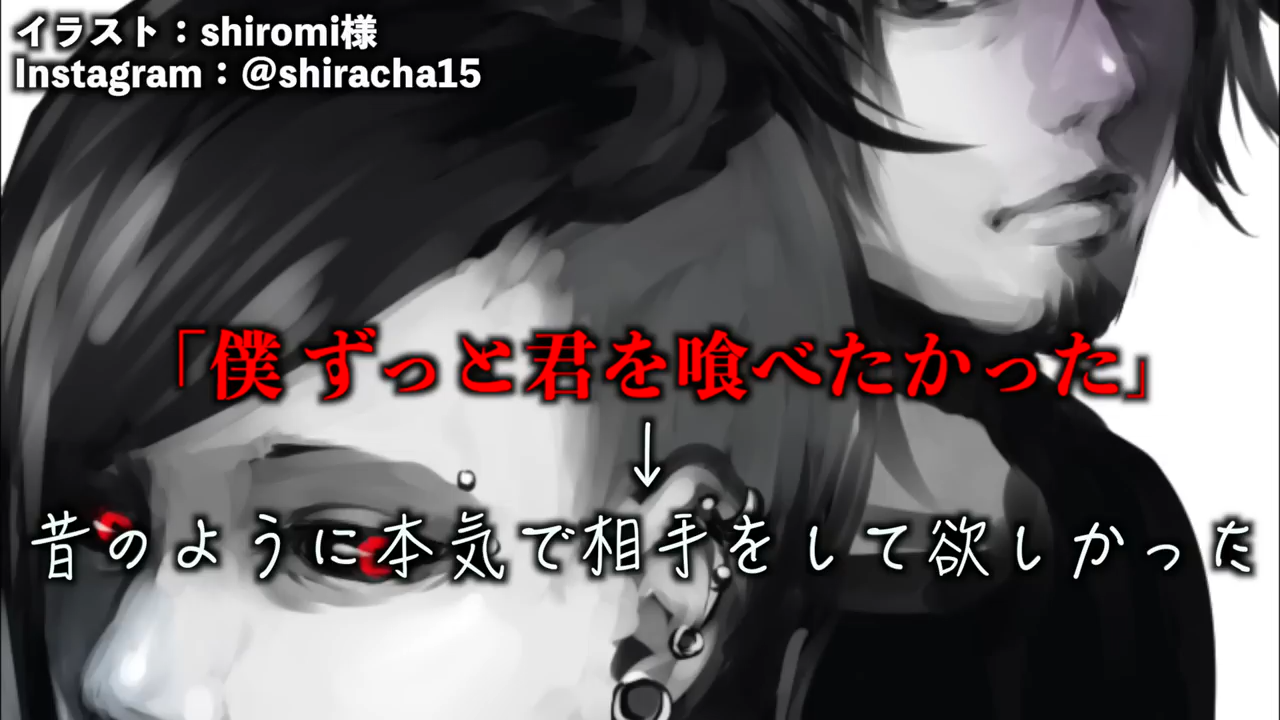 イラスト：shiromi様
Instagram：@shiracha15
「僕 ずっと君を喰べたかった」
↓
昔のように本気で相手をして欲しかった